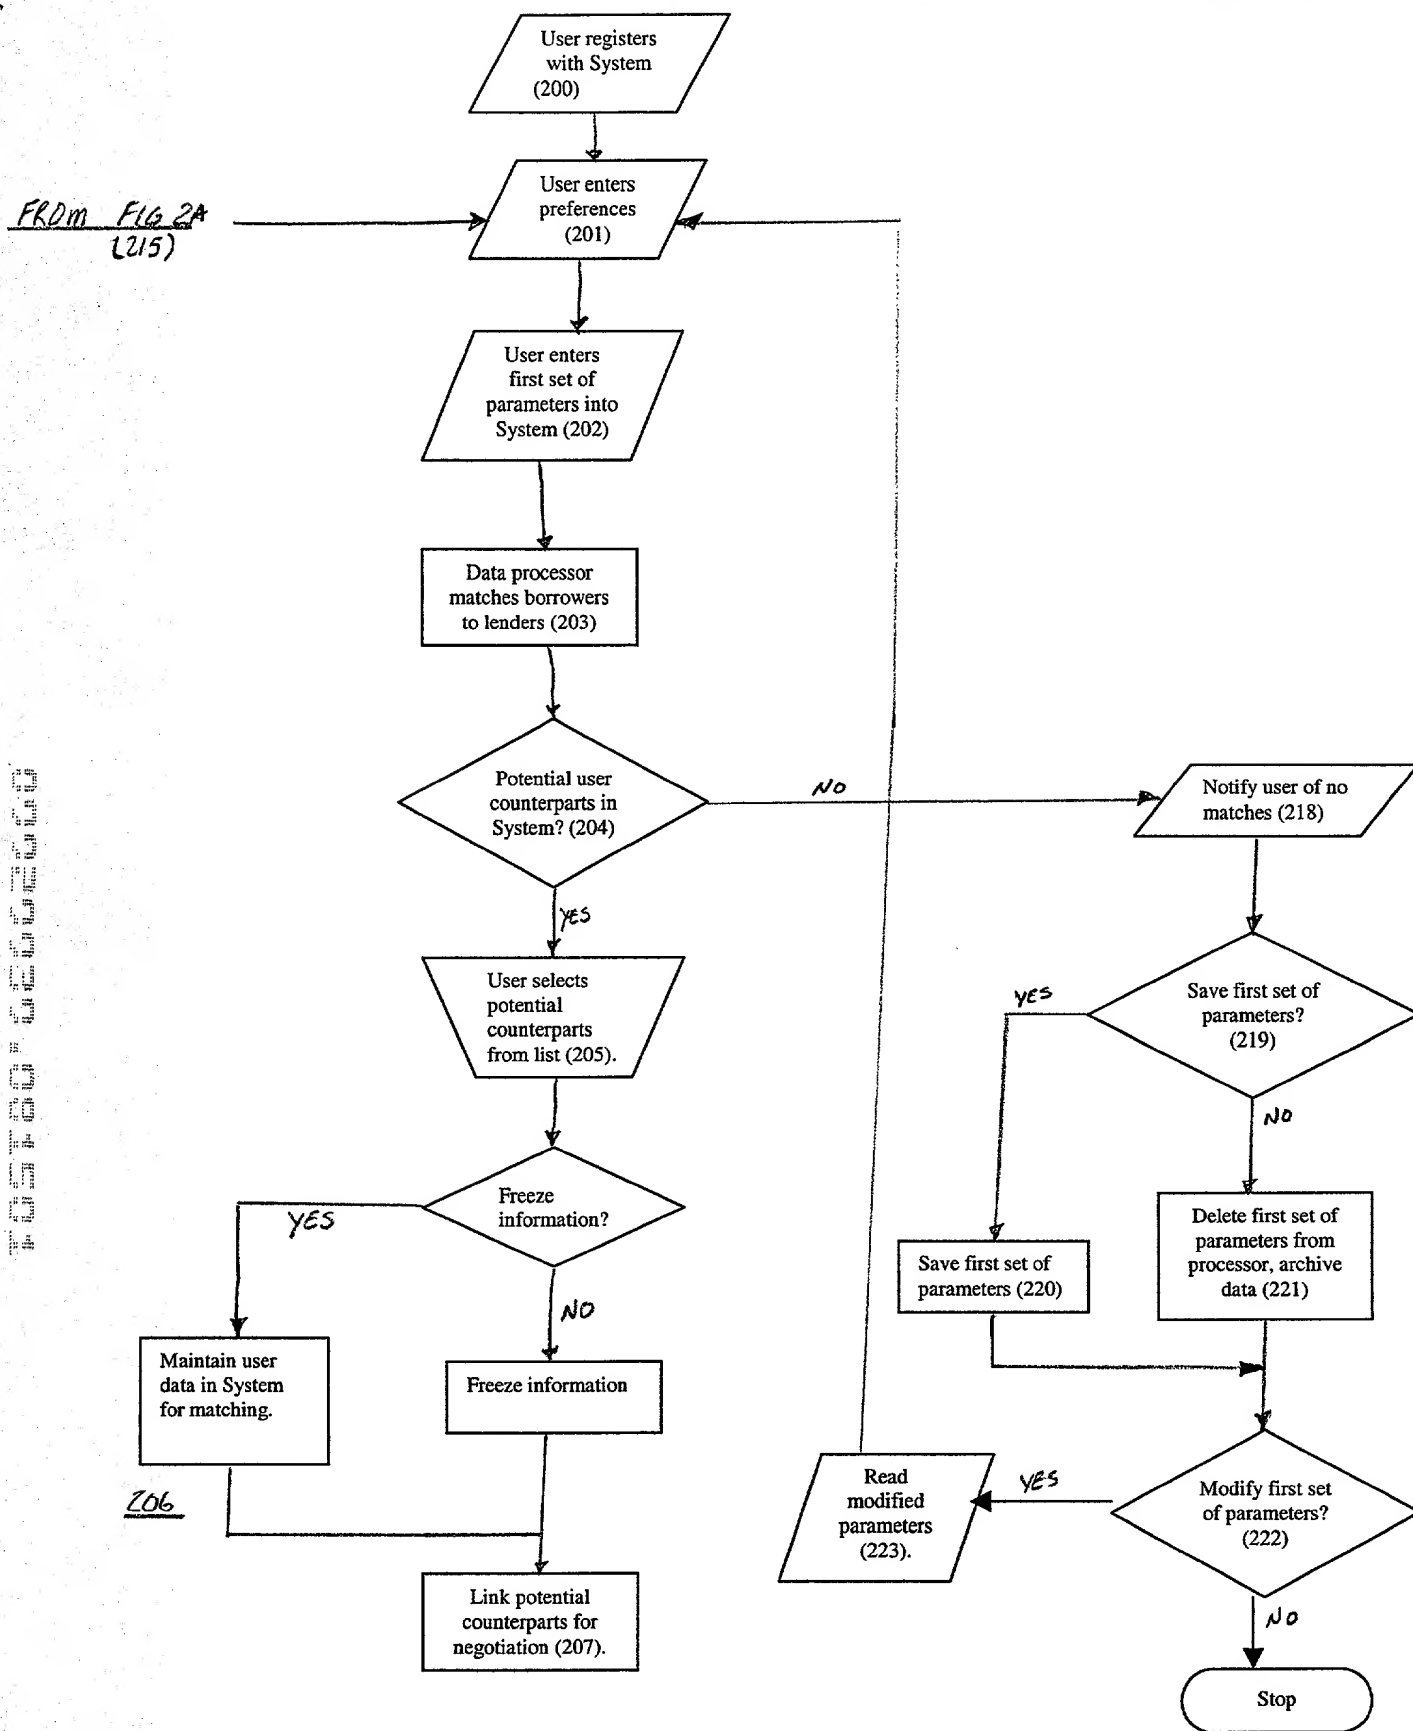 User registers
with System
(200)
FROM FIG 2A
(215)
User enters
preferences
(201)
User enters
first set of
parameters into
System (202)
Data processor
matches borrowers
to lenders (203)
Potential user
counterparts in
System? (204)
NO
Notify user of no
matches (218)
YES
User selects
potential
counterparts
from list (205).
YES
Save first set of
parameters?
(219)
NO
Freeze
information?
YES
NO
Save first set of
parameters (220)
Delete first set of
parameters from
processor, archive
data (221)
Maintain user
data in System
for matching.
Freeze information
206
Read
modified
parameters
(223).
YES
Modify first set
of parameters?
(222)
Link potential
counterparts for
negotiation (207).
NO
Stop